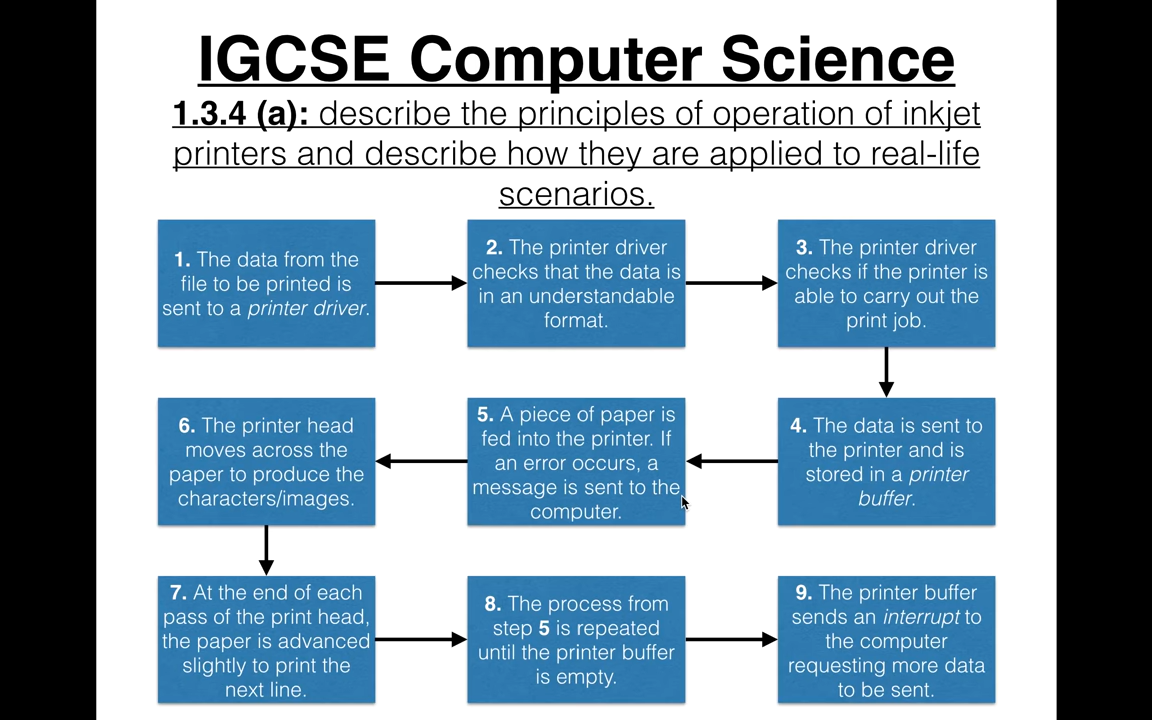 IGCSE Computer Science
1.3.4 (a): describe the principles of operation of inkjet
printers and describe how they are applied to real-life
scenarios.
1. The data from the
file to be printed is
sent to a printer driver.
2. The printer driver
checks that the data is
in an understandable
format.
3. The printer driver
checks if the printer is
able to carry out the
print job.
4. The data is sent to
the printer and is
stored in a printer
buffer.
5. A piece of paper is
fed into the printer. If
an error occurs, a
message is sent to the
computer.
6. The printer head
moves across the
paper to produce the
characters/images.
7. At the end of each
pass of the print head,
the paper is advanced
slightly to print the
next line.
8. The process from
step 5 is repeated
until the printer buffer
is empty.
9. The printer buffer
sends an interrupt to
the computer
requesting more data
to be sent.